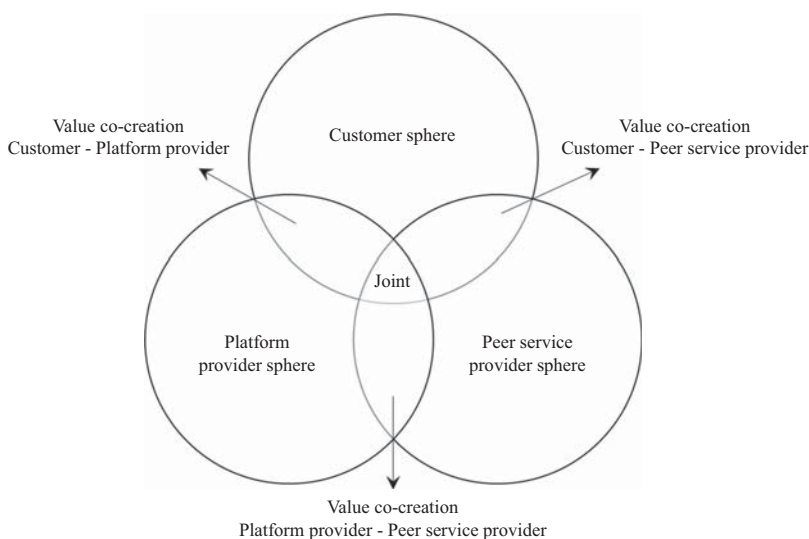 Value co-creation
Customer - Platform provider
Customer sphere
Value co-creation
Customer - Peer service provider
Joint
Platform
provider sphere
Peer service
provider sphere
Value co-creation
Platform provider - Peer service provider